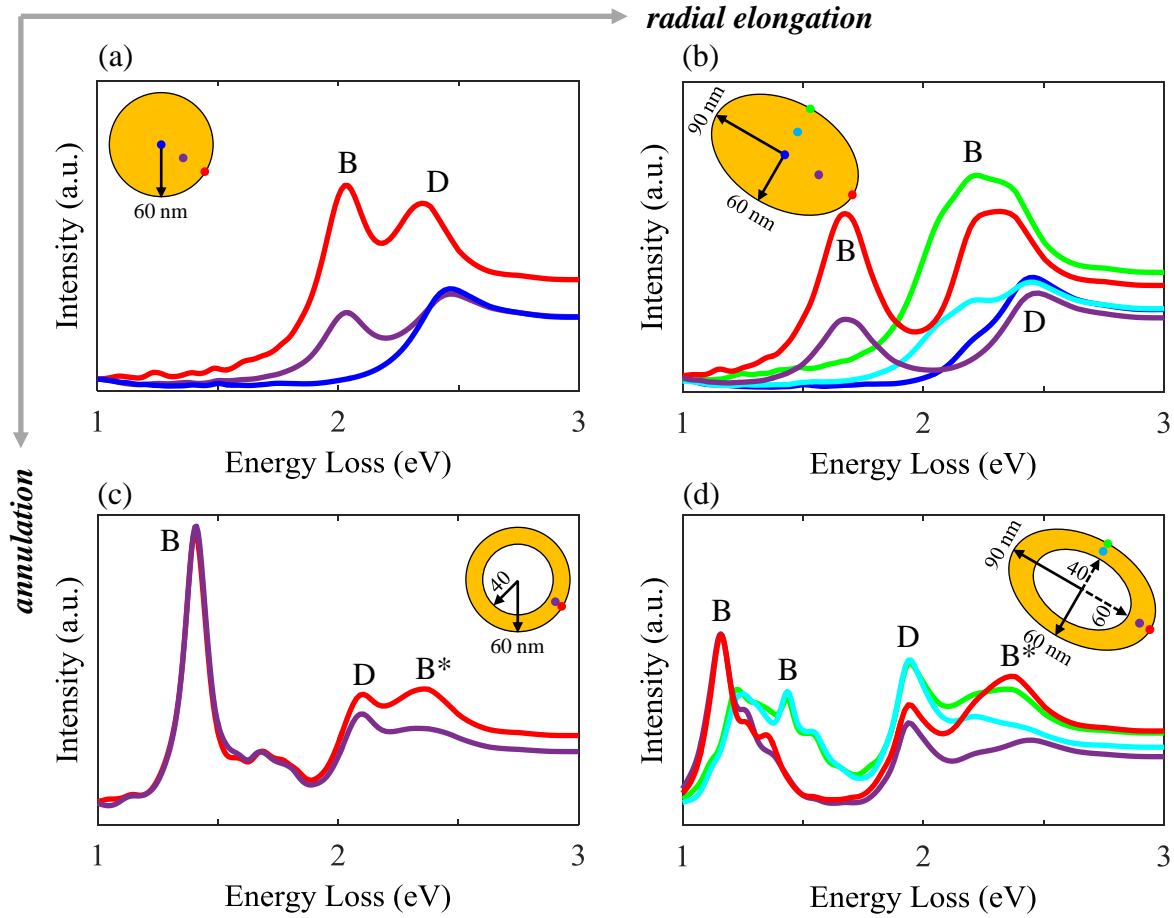 radial elongation
annulation
(a)
60 nm
B
D
Intensity (a.u.)
1
2
3
Energy Loss (eV)
(b)
90 nm
60 nm
B
B
D
Intensity (a.u.)
1
2
3
Energy Loss (eV)
(c)
B
40
60 nm
D
B*
Intensity (a.u.)
1
2
3
Energy Loss (eV)
(d)
90 nm
40
60
60 nm
B
B
D
B*
Intensity (a.u.)
1
2
3
Energy Loss (eV)